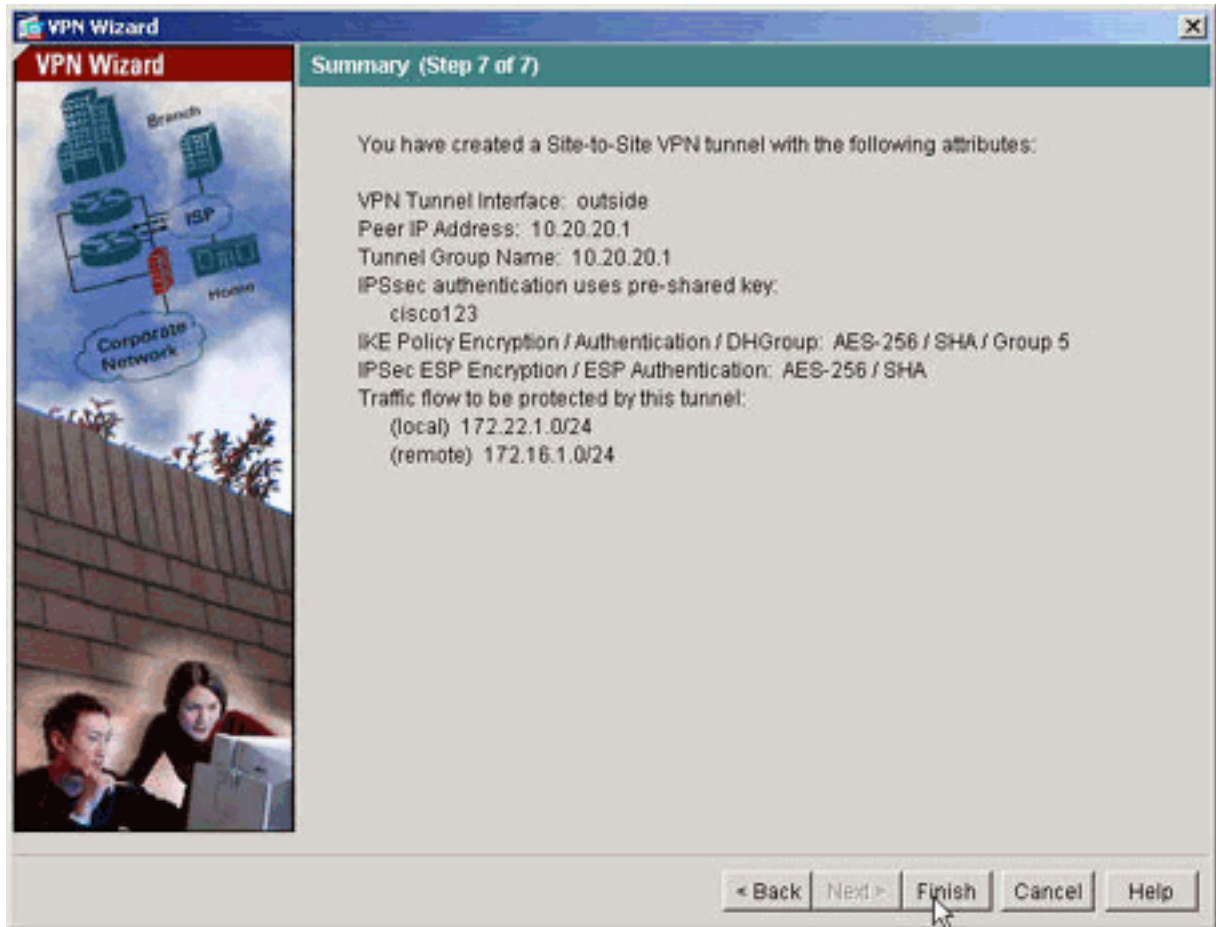 VPN Wizard
VPN Wizard
Summary (Step 7 of 7)
Branch
ISP
Home
Corporate
Network
You have created a Site-to-Site VPN tunnel with the following attributes:
VPN Tunnel Interface: outside
Peer IP Address: 10.20.20.1
Tunnel Group Name: 10.20.20.1
IPSsec authentication uses pre-shared key:
cisco123
IKE Policy Encryption / Authentication / DHGroup: AES-256 / SHA / Group 5
IPSec ESP Encryption / ESP Authentication: AES-256 / SHA
Traffic flow to be protected by this tunnel:
(local) 172.22.1.0/24
(remote) 172.16.1.0/24
< Back Next > Finish Cancel Help